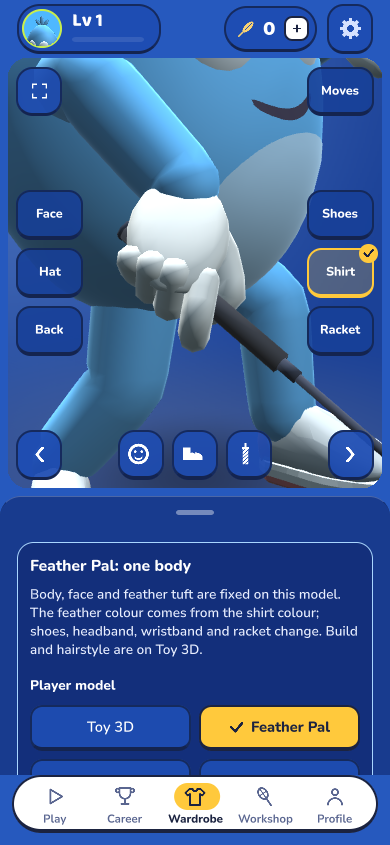 Lv 1
0
+
Moves
Face
Shoes
Hat
Shirt
Back
Racket
Feather Pal: one body
Body, face and feather tuft are fixed on this model.
The feather colour comes from the shirt colour;
shoes, headband, wristband and racket change. Build
and hairstyle are on Toy 3D.
Player model
Toy 3D
Feather Pal
Play
Career
Wardrobe
Workshop
Profile